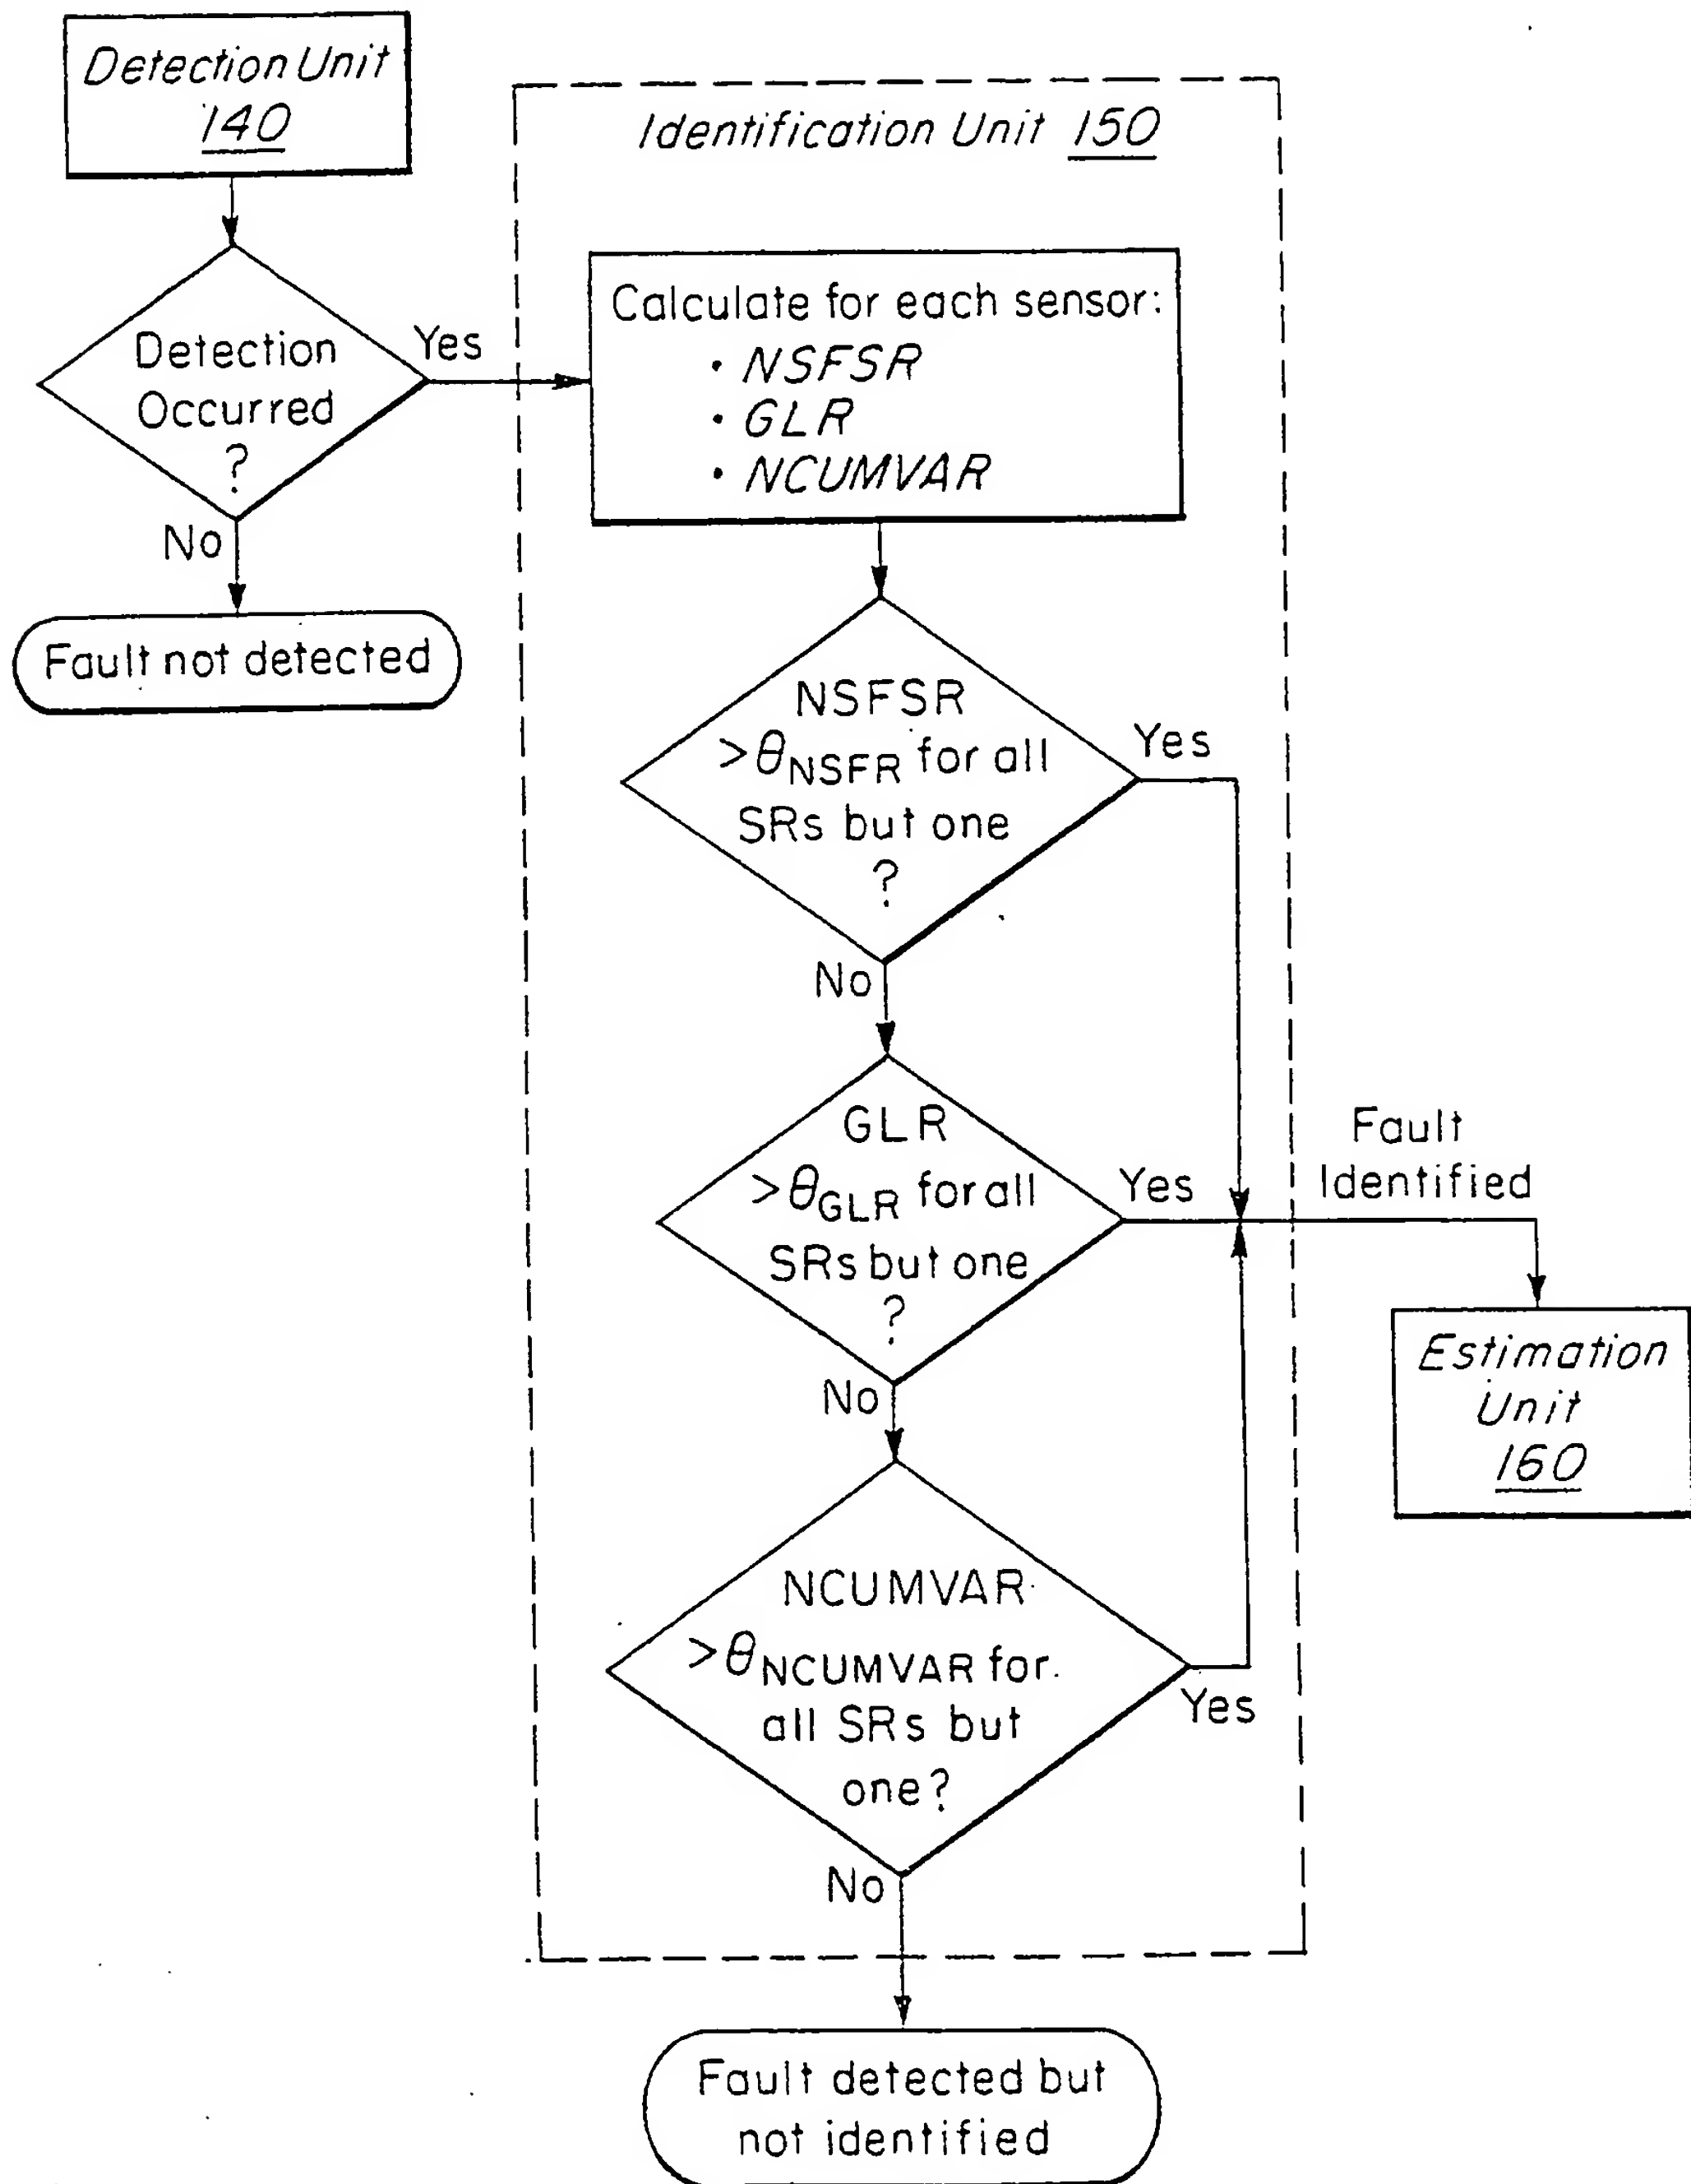 Detection Unit
140
Identification Unit 150
Detection
Occurred
?
Yes
No
Fault not detected
Calculate for each sensor:
• NSFSR
• GLR
• NCUMVAR
NSFSR
>θNSFR for all
SRs but one
?
Yes
No
GLR
>θGLR for all
SRs but one
?
Yes
No
Fault
Identified
Estimation
Unit
160
NCUMVAR
>θNCUMVAR for
all SRs but
one?
Yes
No
Fault detected but
not identified